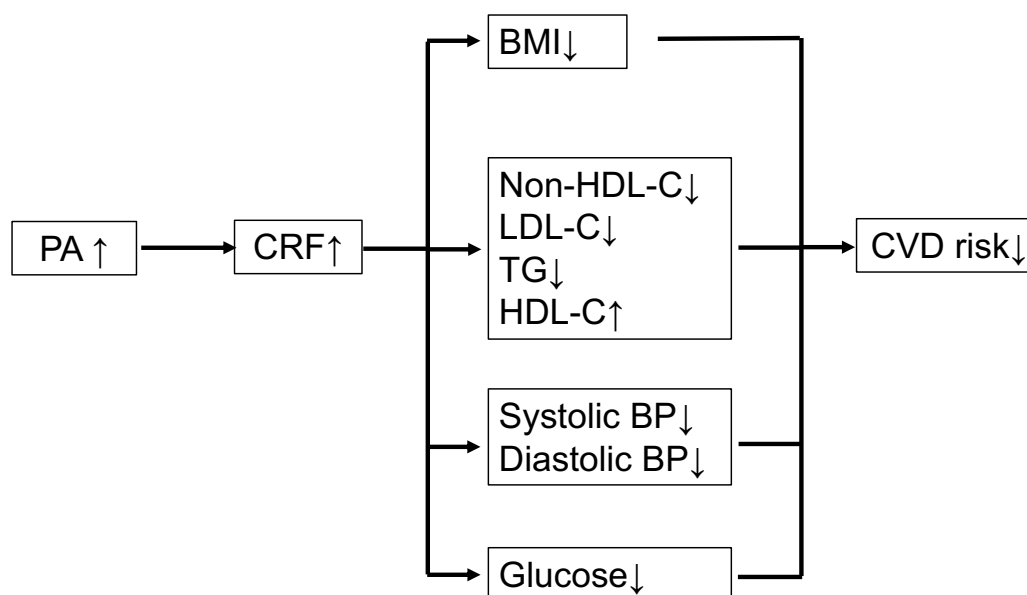 PA ↑
CRF↑
BMI↓
Non-HDL-C↓
LDL-C↓
TG↓
HDL-C↑
Systolic BP↓
Diastolic BP↓
Glucose↓
CVD risk↓